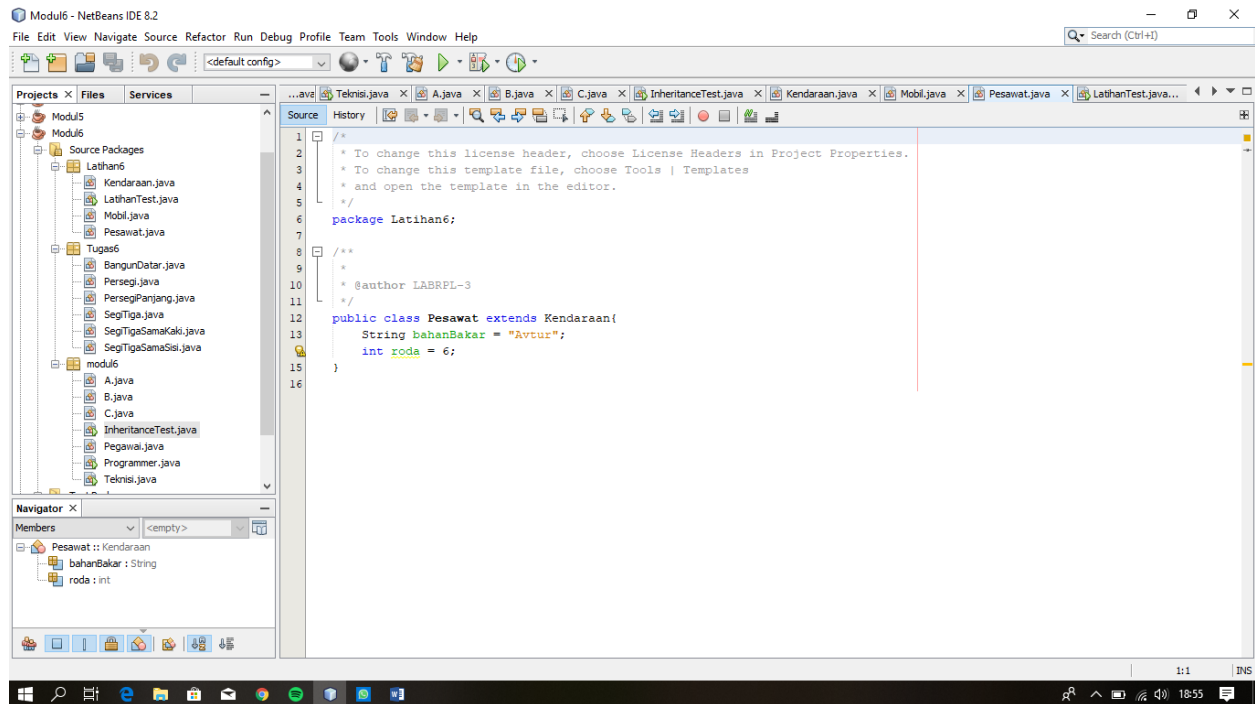 Modul6 - NetBeans IDE 8.2
File Edit View Navigate Source Refactor Run Debug Profile Team Tools Window Help
Search (Ctrl+I)
<default config>
Projects Files Services
Modul5
Modul6
Source Packages
Latihan6
Kendaraan.java
LatihanTest.java
Mobil.java
Pesawat.java
Tugas6
BangunDatar.java
Persegi.java
PersegiPanjang.java
SegiTiga.java
SegiTigaSamaKaki.java
SegiTigaSamaSisi.java
modul6
A.java
B.java
C.java
InheritanceTest.java
Pegawai.java
Programmer.java
Teknisi.java
Navigator
Members <empty>
Pesawat :: Kendaraan
bahanBakar : String
roda : int
...ava Teknisi.java A.java B.java C.java InheritanceTest.java Kendaraan.java Mobil.java Pesawat.java LatihanTest.java...
Source History
1 /*
2 * To change this license header, choose License Headers in Project Properties.
3 * To change this template file, choose Tools | Templates
4 * and open the template in the editor.
5 */
6 package Latihan6;
7
8 /**
9 *
10 * @author LABRPL-3
11 */
12 public class Pesawat extends Kendaraan{
13 String bahanBakar = "Avtur";
int roda = 6;
15 }
16
1:1 INS
18:55